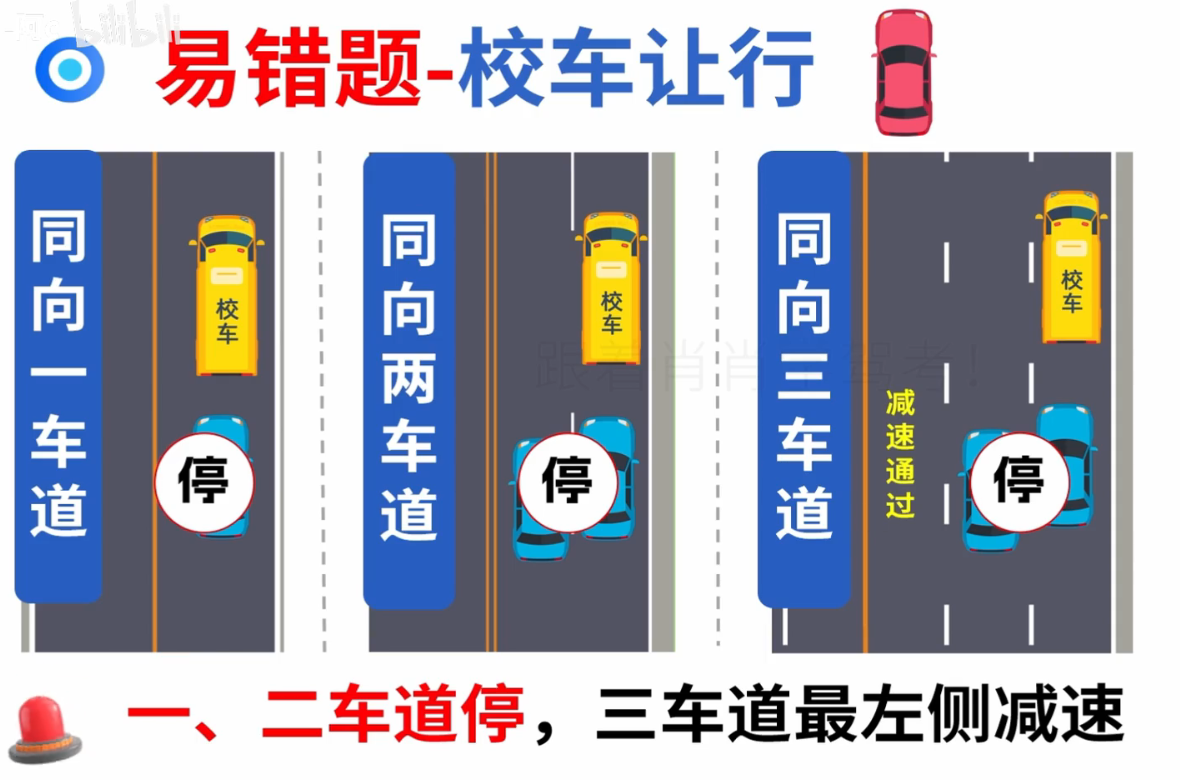 bilibili
易错题-校车让行
同向一车道
校车
停
同向两车道
校车
停
同向三车道
校车
减速通过
停
跟着肖肖学驾考！
一、二车道停，三车道最左侧减速